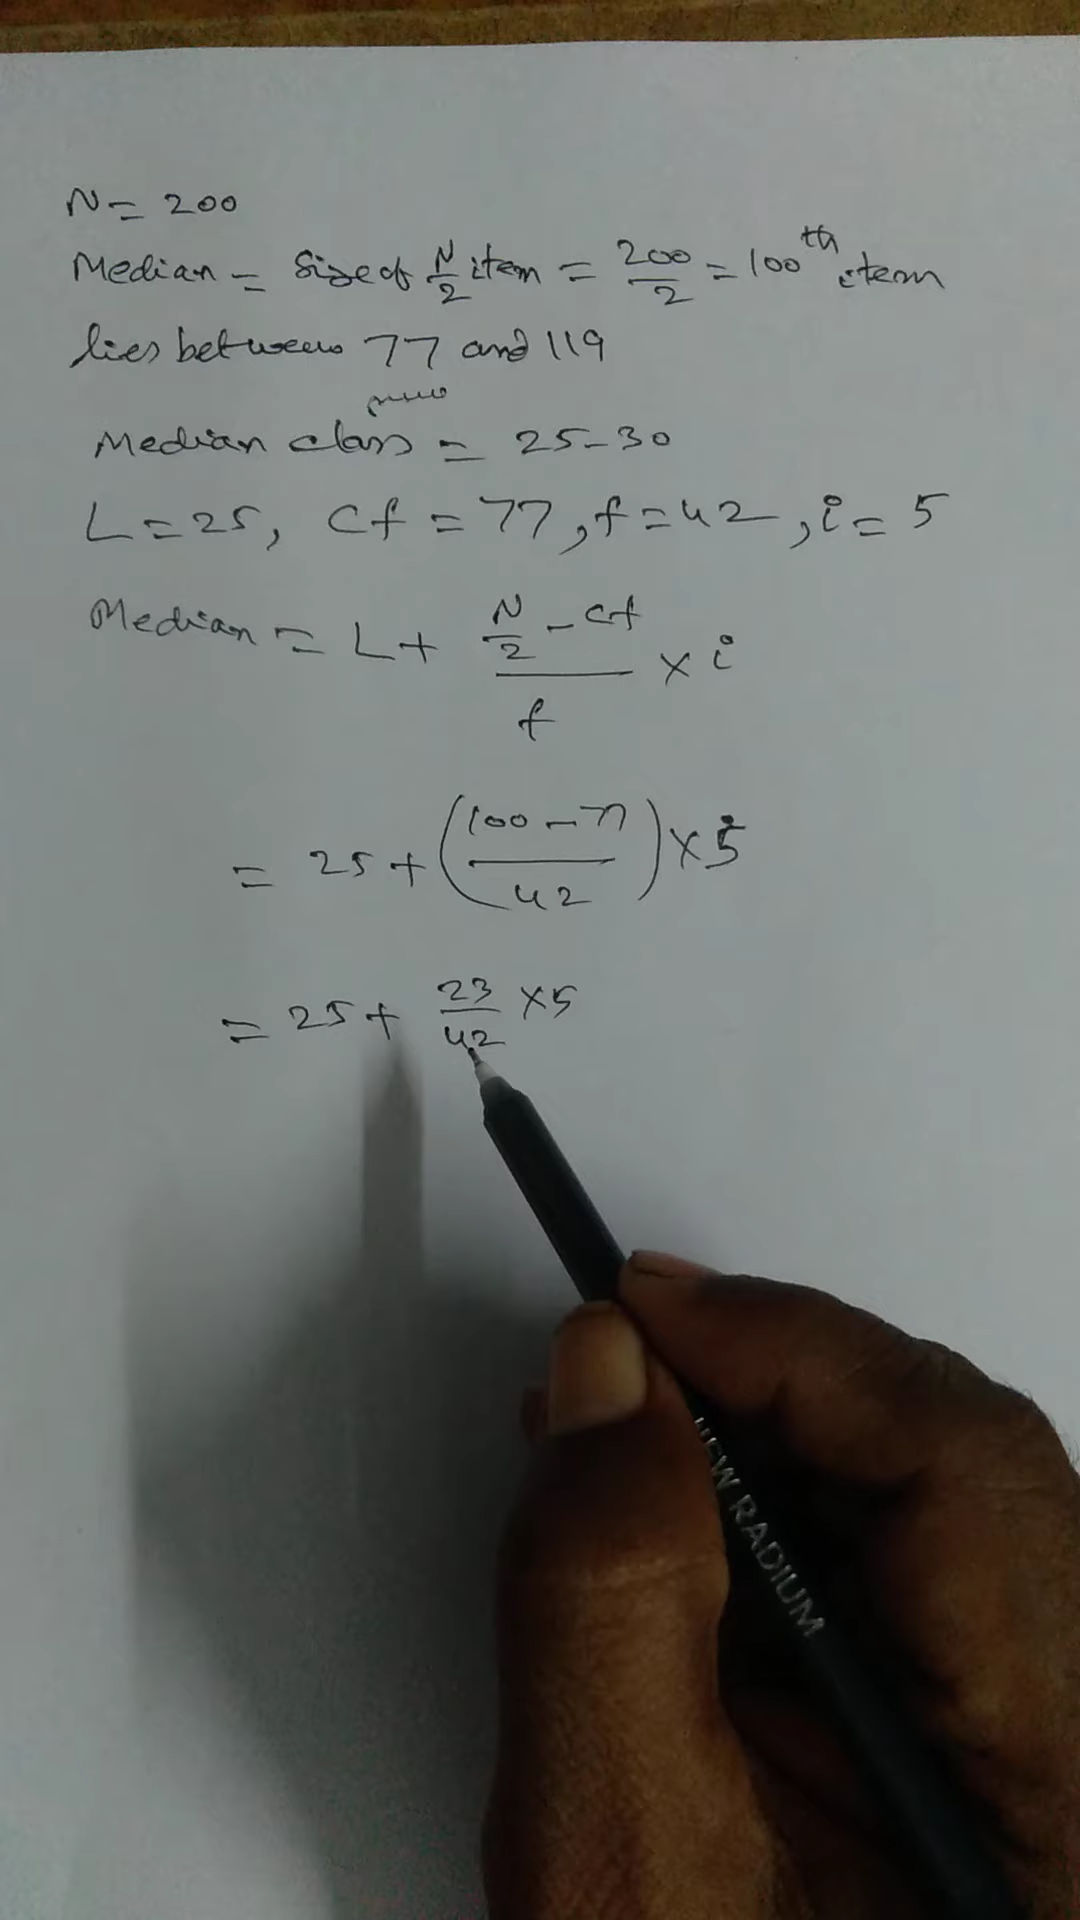 N = 200
Median = Size of N/2 item = 200/2 = 100th item
lies between 77 and 119
Median class = 25-30
L = 25, Cf = 77, f = 42, i = 5
Median = L + (N/2 - Cf)/f × i
= 25 + ((100 - 77)/42) × 5
= 25 + 23/42 × 5
NEW RADIUM